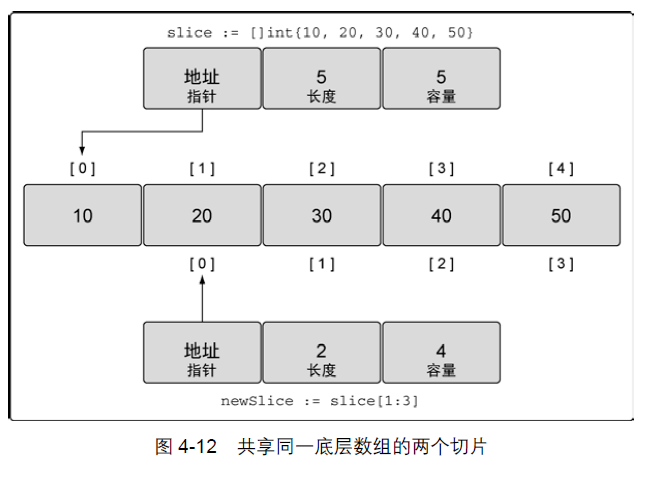 slice := []int{10, 20, 30, 40, 50}
地址 5 5
指针 长度 容量
[0] [1] [2] [3] [4]
10 20 30 40 50
[0] [1] [2] [3]
地址 2 4
指针 长度 容量
newSlice := slice[1:3]
图 4-12 共享同一底层数组的两个切片